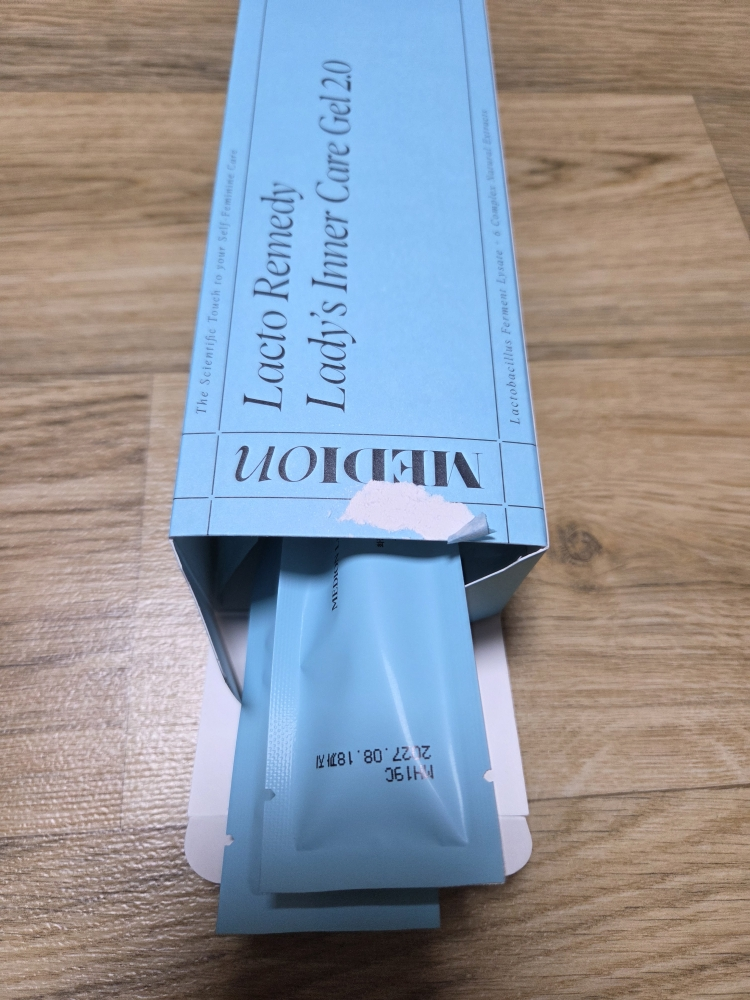 The Scientific Touch to your Self Feminine Care
Lacto Remedy
Lady's Inner Care Gel 2.0
Lactobacillus Ferment Lysate + 6 Complex Natural Extracts
MEDIon
MH19C
2027.08.18까지